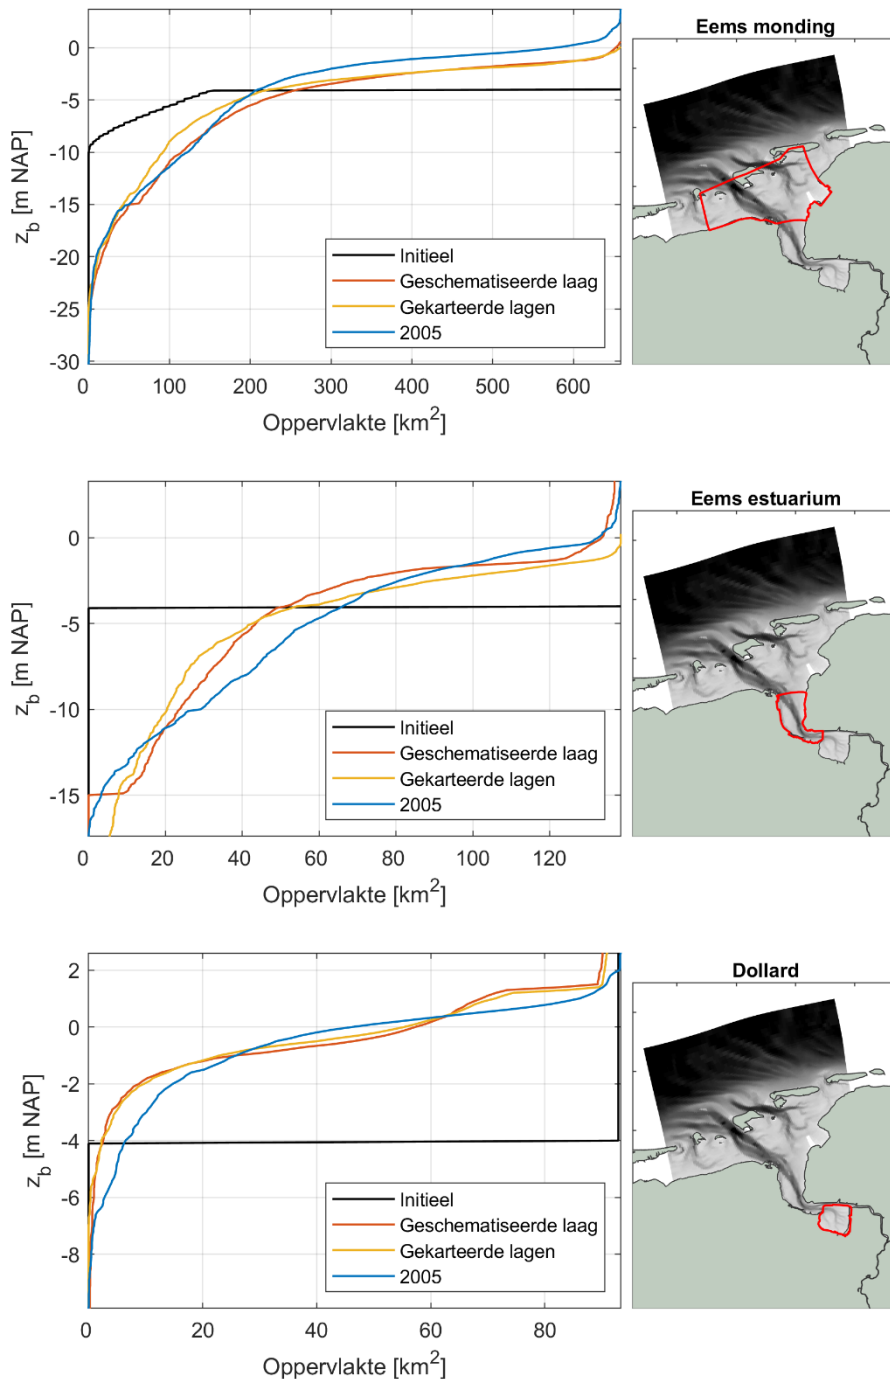 Eems monding
0
-5
-10
-15
-20
-25
-30
z_b [m NAP]
Initieel
Geschematiseerde laag
Gekarteerde lagen
2005
0 100 200 300 400 500 600
Oppervlakte [km²]
Eems estuarium
0
-5
-10
-15
z_b [m NAP]
Initieel
Geschematiseerde laag
Gekarteerde lagen
2005
0 20 40 60 80 100 120
Oppervlakte [km²]
Dollard
2
0
-2
-4
-6
-8
z_b [m NAP]
Initieel
Geschematiseerde laag
Gekarteerde lagen
2005
0 20 40 60 80
Oppervlakte [km²]